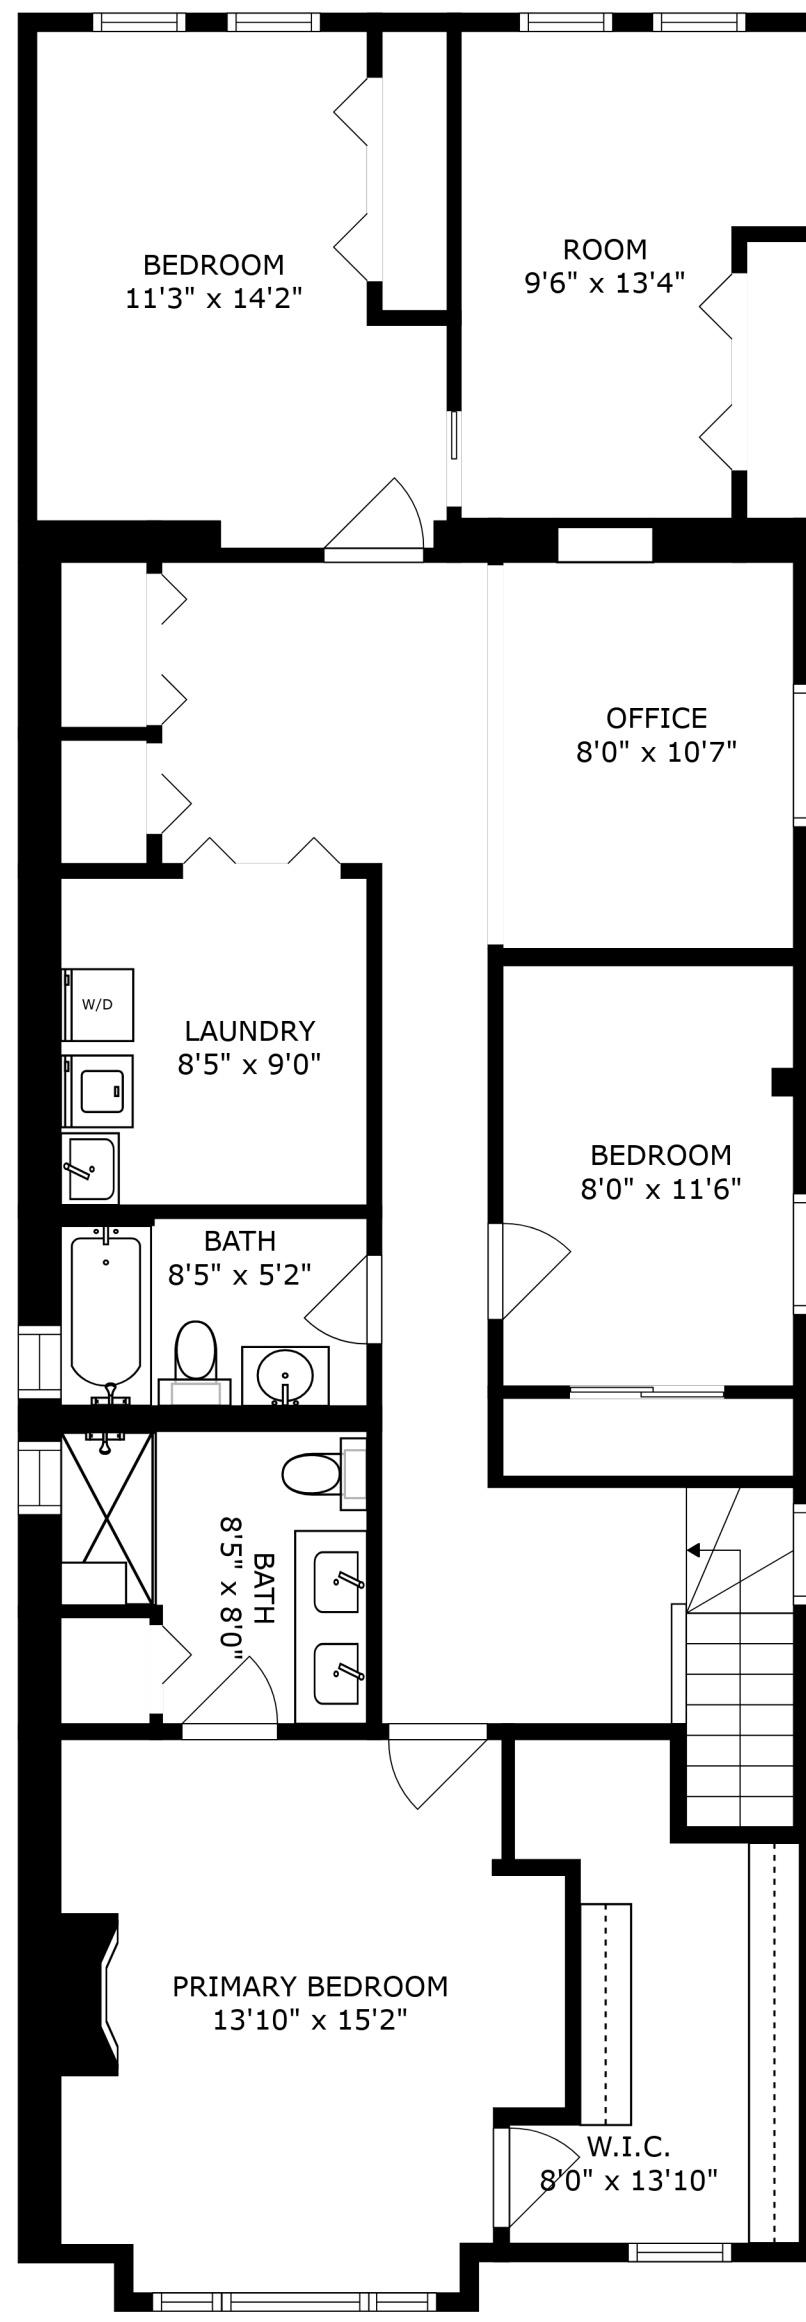 BEDROOM
11'3" x 14'2"
ROOM
9'6" x 13'4"
OFFICE
8'0" x 10'7"
W/D
LAUNDRY
8'5" x 9'0"
BEDROOM
8'0" x 11'6"
BATH
8'5" x 5'2"
BATH
8'5" x 8'0"
PRIMARY BEDROOM
13'10" x 15'2"
W.I.C.
8'0" x 13'10"